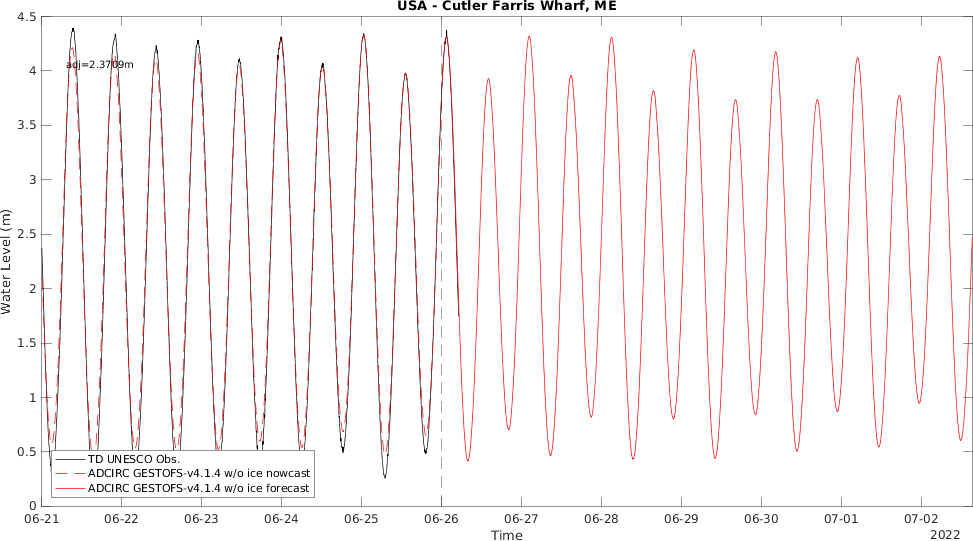 USA - Cutler Farris Wharf, ME
4.5
4
3.5
3
2.5
2
1.5
1
0.5
0
Water Level (m)
adj=2.3709m
TD UNESCO Obs.
ADCIRC GESTOFS-v4.1.4 w/o ice nowcast
ADCIRC GESTOFS-v4.1.4 w/o ice forecast
06-21 06-22 06-23 06-24 06-25 06-26 06-27 06-28 06-29 06-30 07-01 07-02
Time
2022